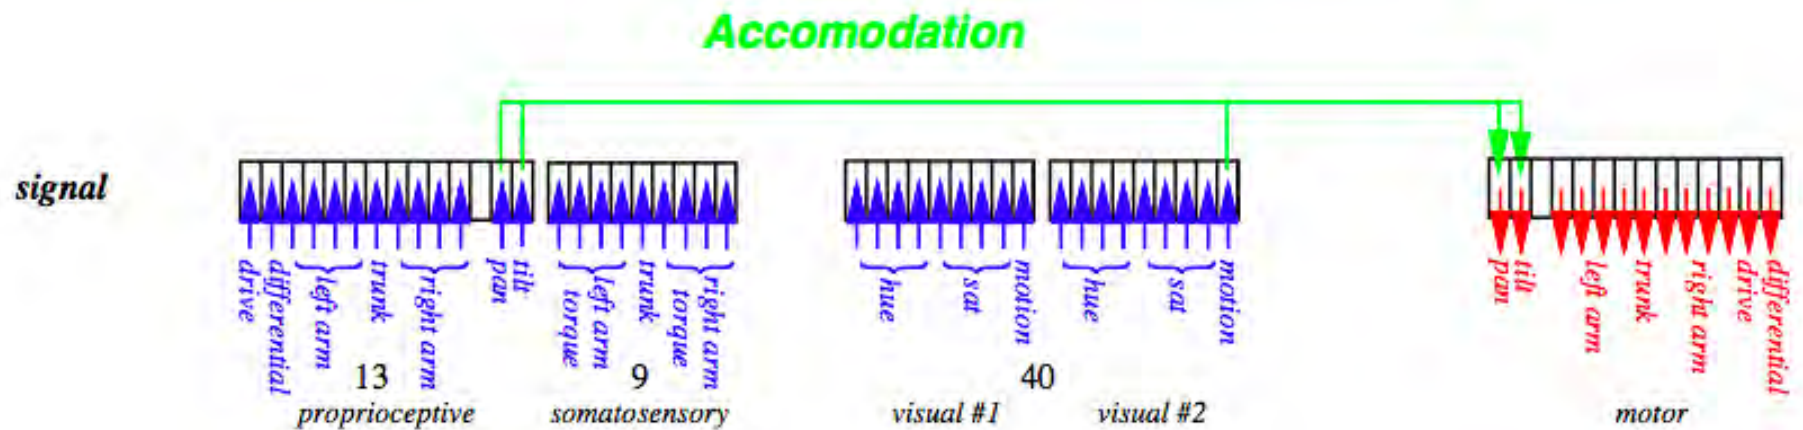 Accomodation
signal
drive
differential
left arm
trunk
right arm
pan
tilt
torque
left arm
trunk
torque
right arm
hue
sat
motion
hue
sat
motion
pan
tilt
left arm
trunk
right arm
drive
differential
13
9
40
proprioceptive
somatosensory
visual #1
visual #2
motor